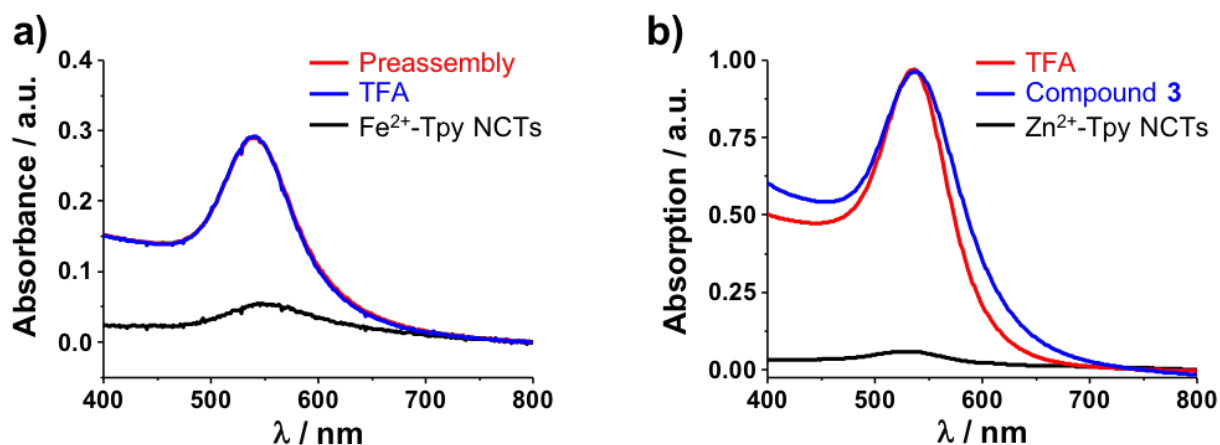 a)
Absorbance / a.u.
0.4
0.3
0.2
0.1
0.0
Preassembly
TFA
Fe²⁺-Tpy NCTs
400 500 600 700 800
λ / nm
b)
Absorption / a.u.
1.00
0.75
0.50
0.25
0.00
TFA
Compound 3
Zn²⁺-Tpy NCTs
400 500 600 700 800
λ / nm